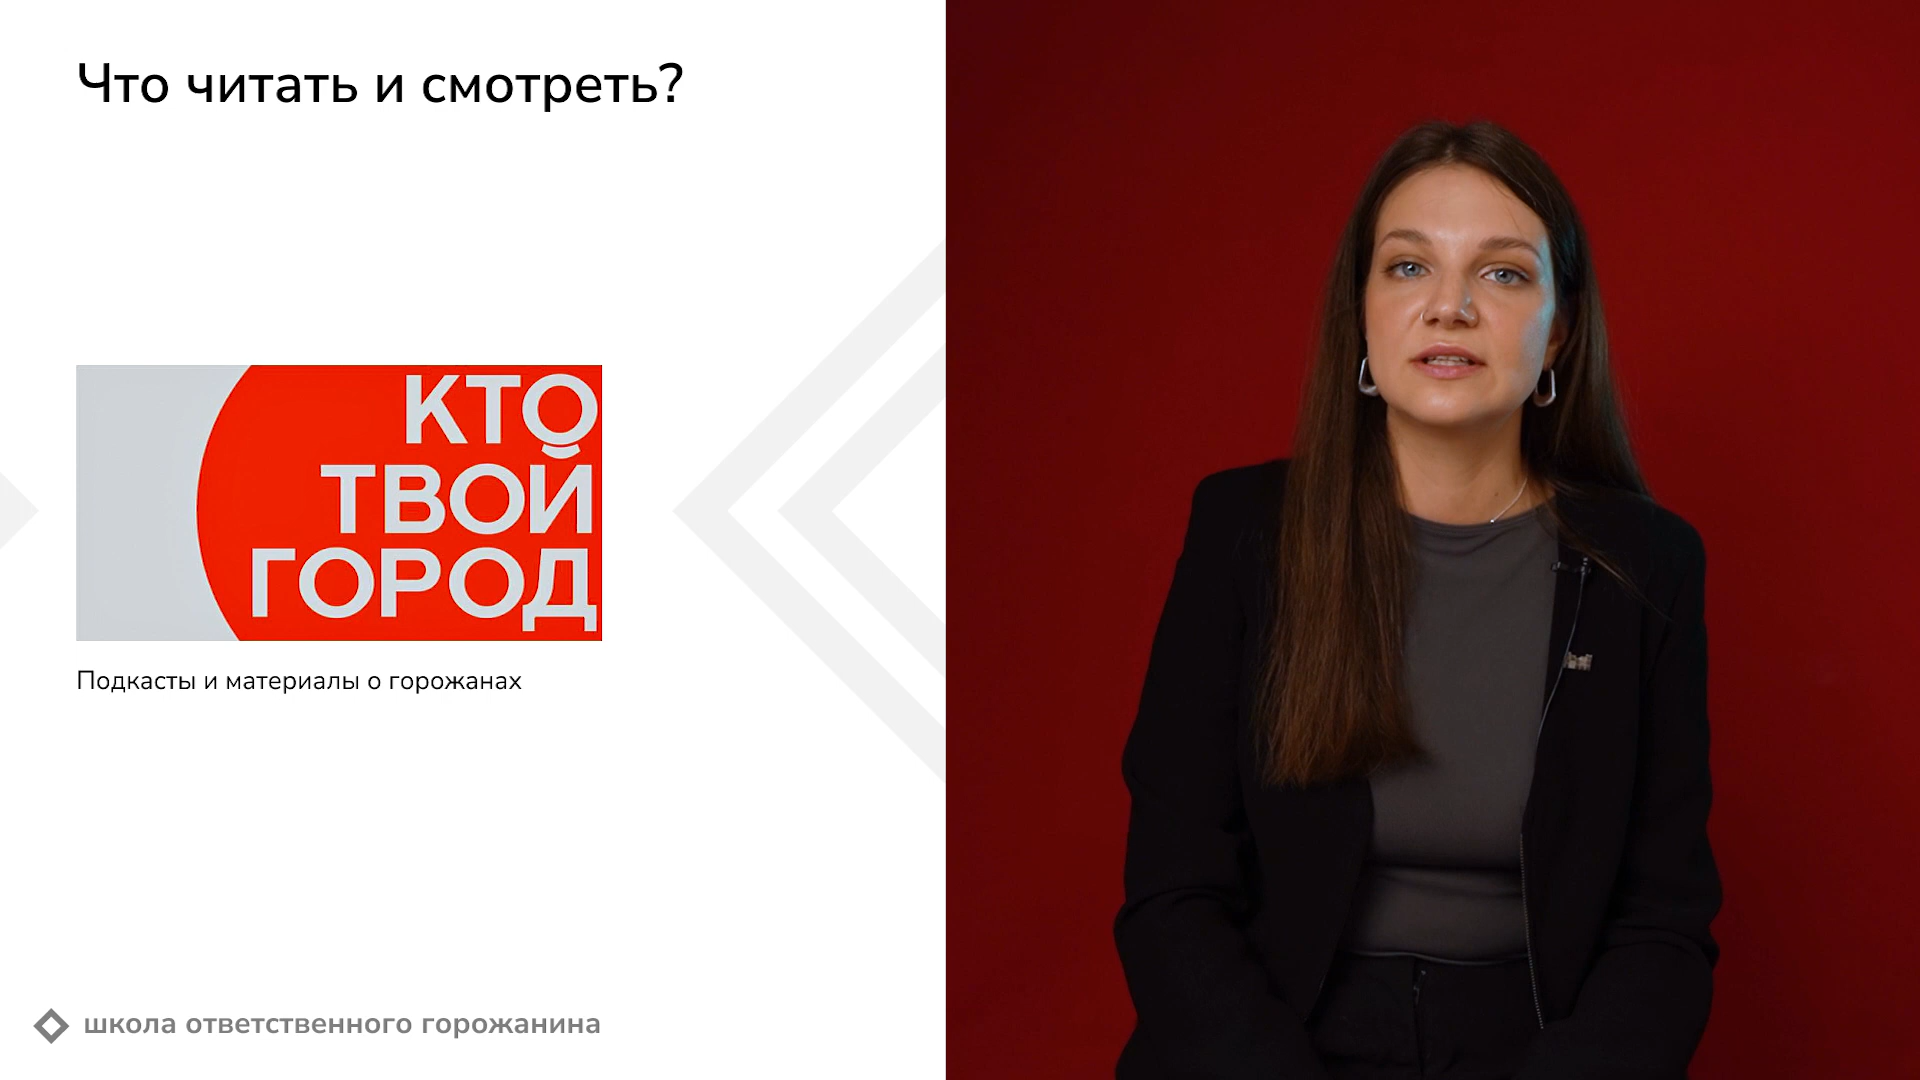 Что читать и смотреть?
КТО
ТВОЙ
ГОРОД
Подкасты и материалы о горожанах
школа ответственного горожанина